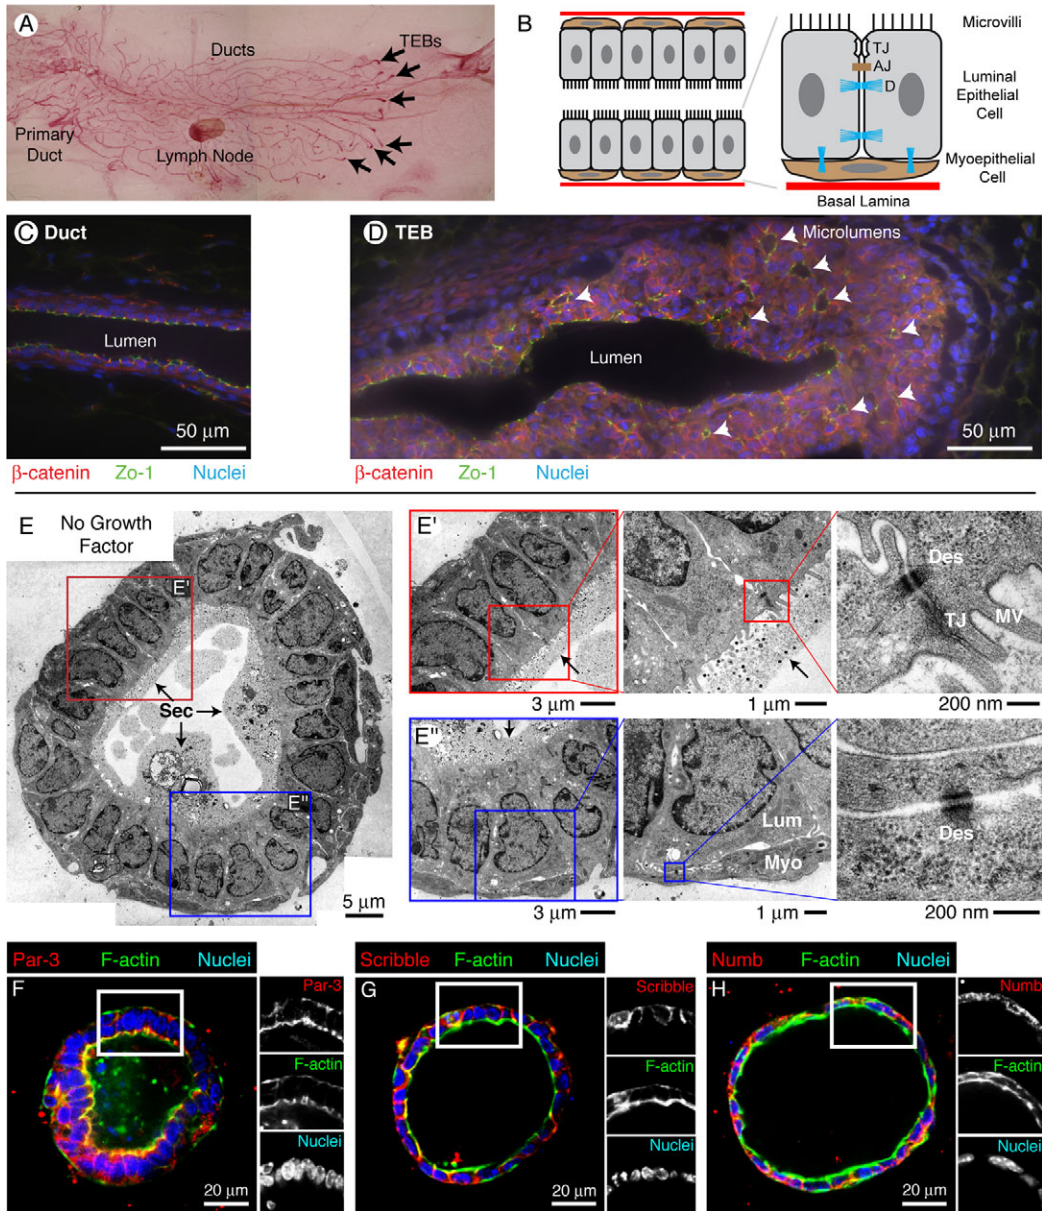 A
Ducts
TEBs
Primary
Duct
Lymph Node
B
Microvilli
TJ
AJ
D
Luminal
Epithelial
Cell
Myoepithelial
Cell
Basal Lamina
C Duct
Lumen
50 μm
β-catenin Zo-1 Nuclei
D TEB
Microlumens
Lumen
50 μm
β-catenin Zo-1 Nuclei
E
No Growth
Factor
E'
Sec
E''
5 μm
E'
3 μm
1 μm
Des
TJ
MV
200 nm
E''
3 μm
Lum
Myo
1 μm
Des
200 nm
Par-3 F-actin Nuclei
F
20 μm
Par-3
F-actin
Nuclei
Scribble F-actin Nuclei
G
20 μm
Scribble
F-actin
Nuclei
Numb F-actin Nuclei
H
20 μm
Numb
F-actin
Nuclei